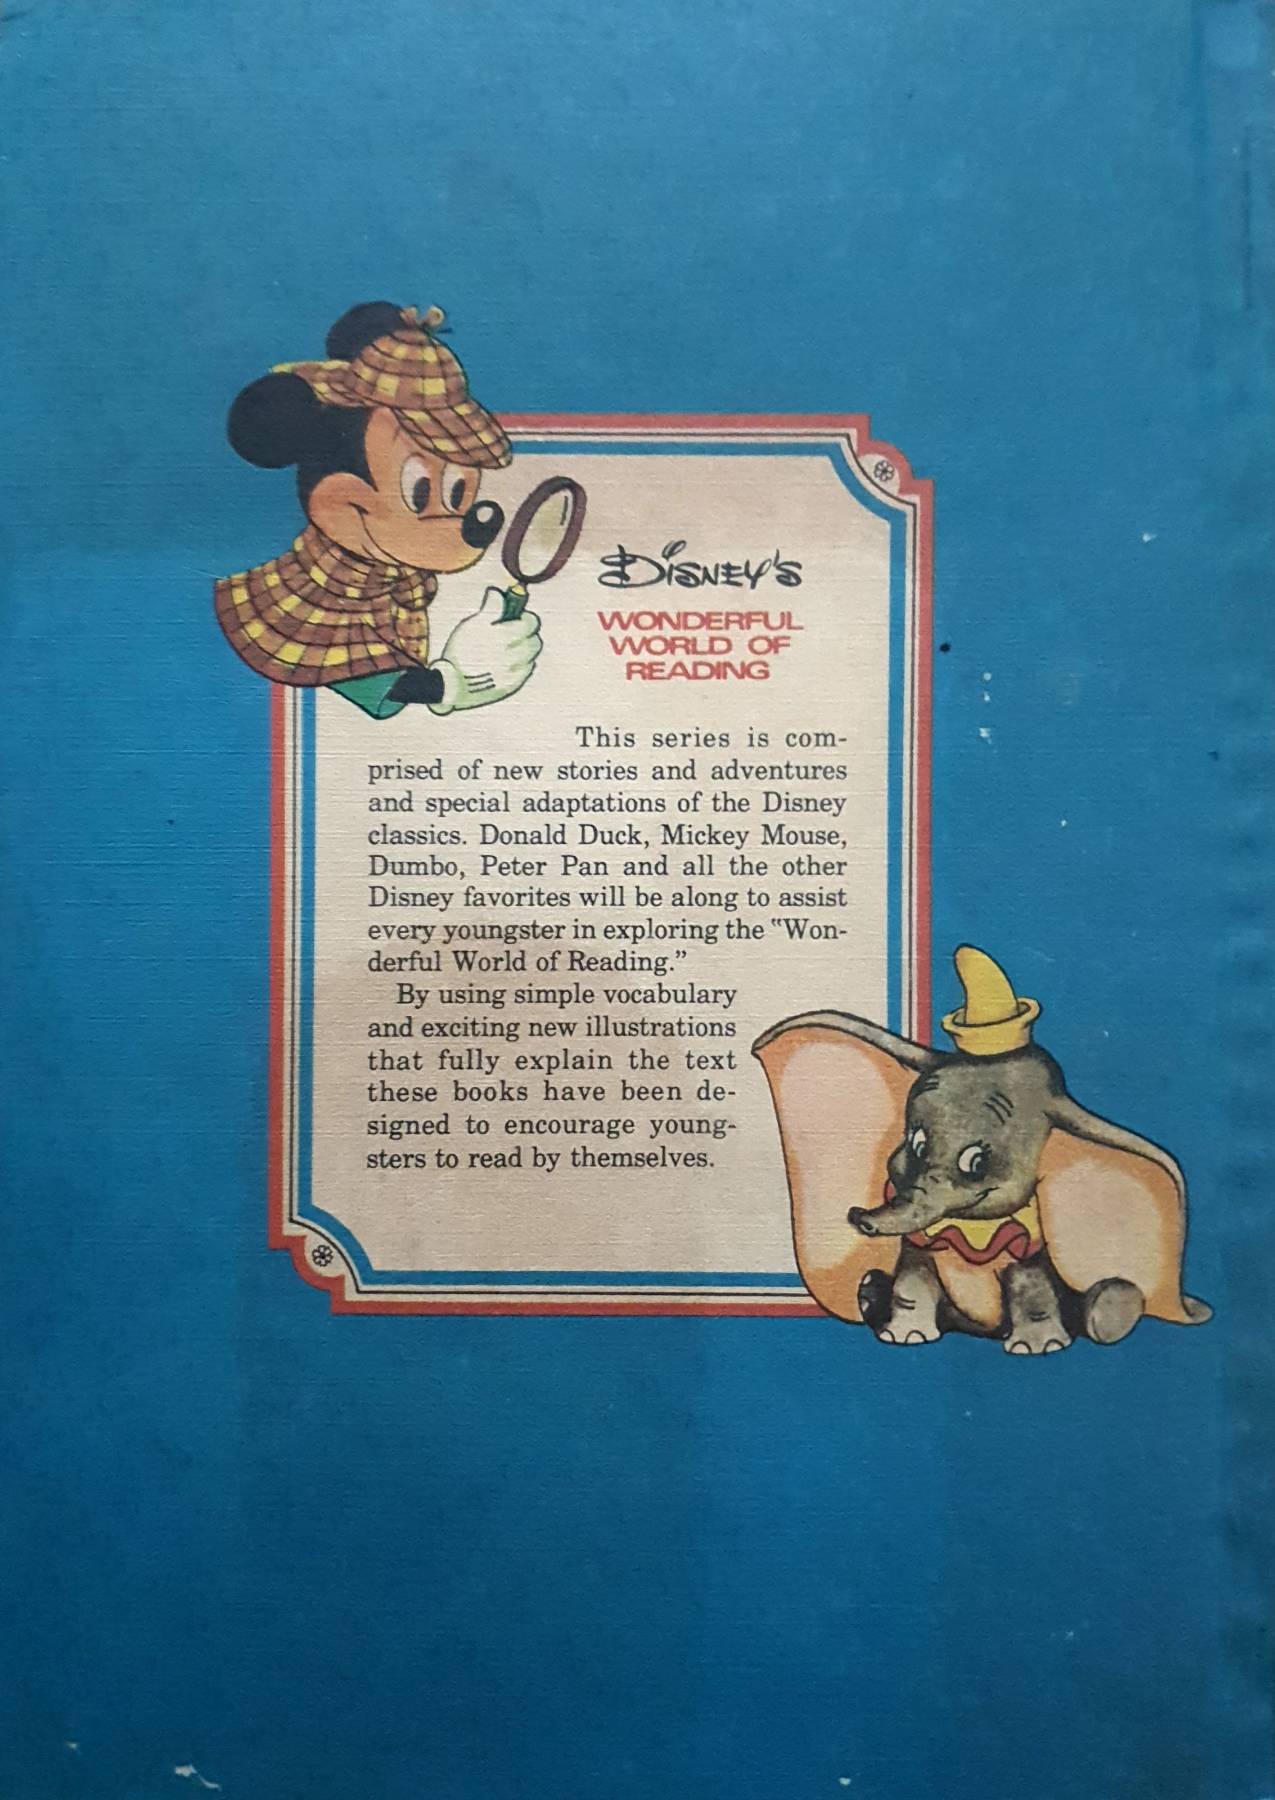 DISNEY'S
WONDERFUL
WORLD OF
READING
This series is com-
prised of new stories and adventures
and special adaptations of the Disney
classics. Donald Duck, Mickey Mouse,
Dumbo, Peter Pan and all the other
Disney favorites will be along to assist
every youngster in exploring the "Won-
derful World of Reading."
By using simple vocabulary
and exciting new illustrations
that fully explain the text
these books have been de-
signed to encourage young-
sters to read by themselves.